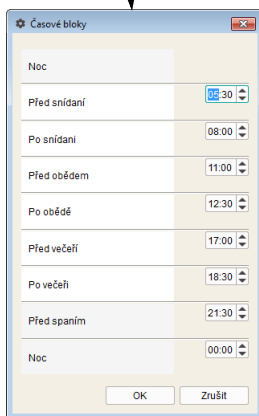 Časové bloky
Noc
Před snídaní 05:30
Po snídani 08:00
Před obědem 11:00
Po obědě 12:30
Před večeří 17:00
Po večeři 18:30
Před spaním 21:30
Noc 00:00
OK Zrušit